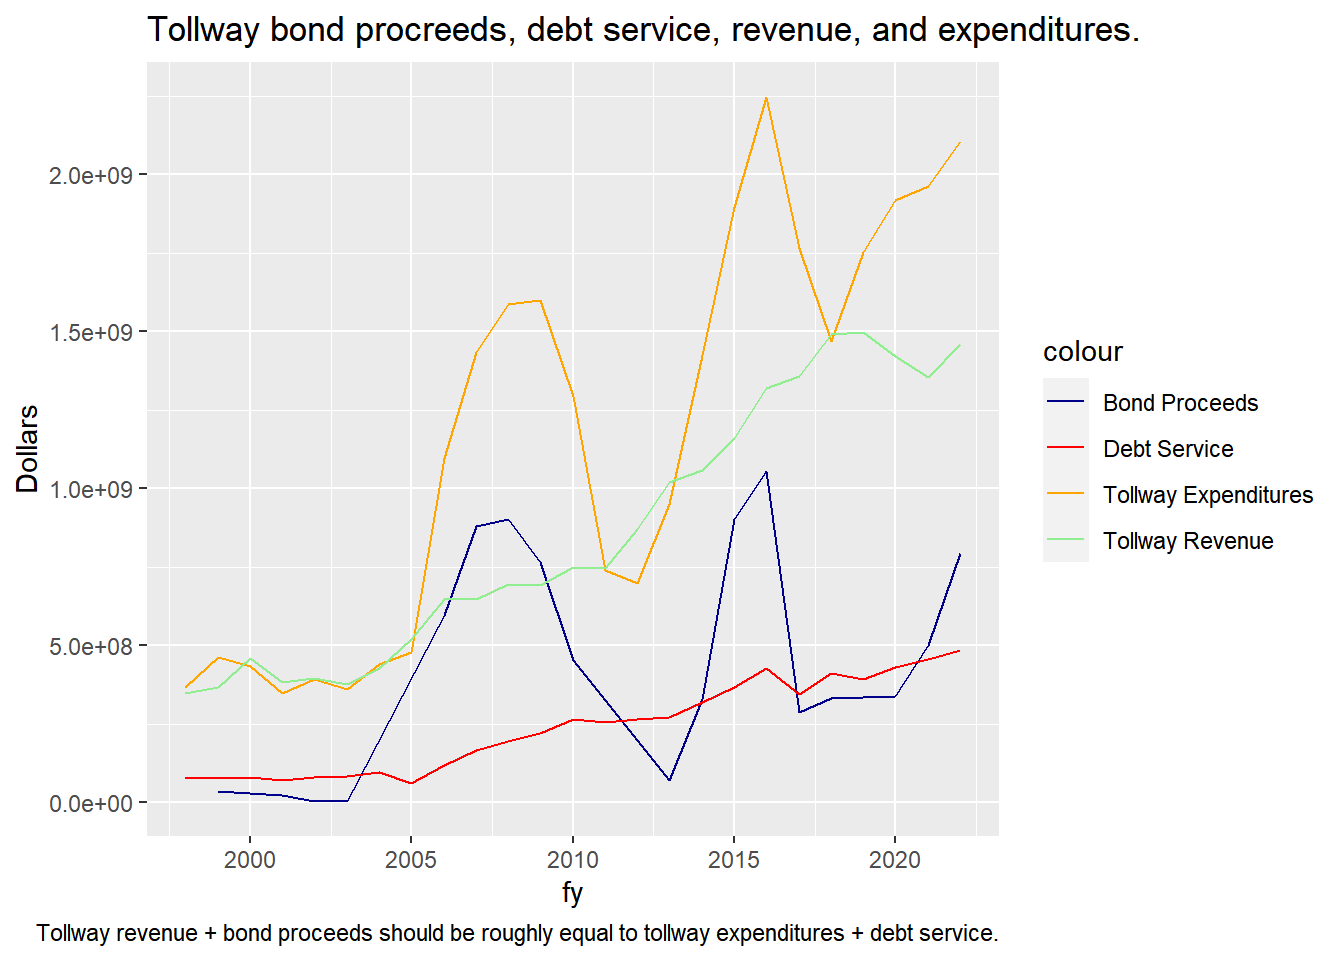 Tollway bond procreeds, debt service, revenue, and expenditures.
2.0e+09
1.5e+09
1.0e+09
5.0e+08
0.0e+00
Dollars
2000 2005 2010 2015 2020
fy
colour
Bond Proceeds
Debt Service
Tollway Expenditures
Tollway Revenue
Tollway revenue + bond proceeds should be roughly equal to tollway expenditures + debt service.